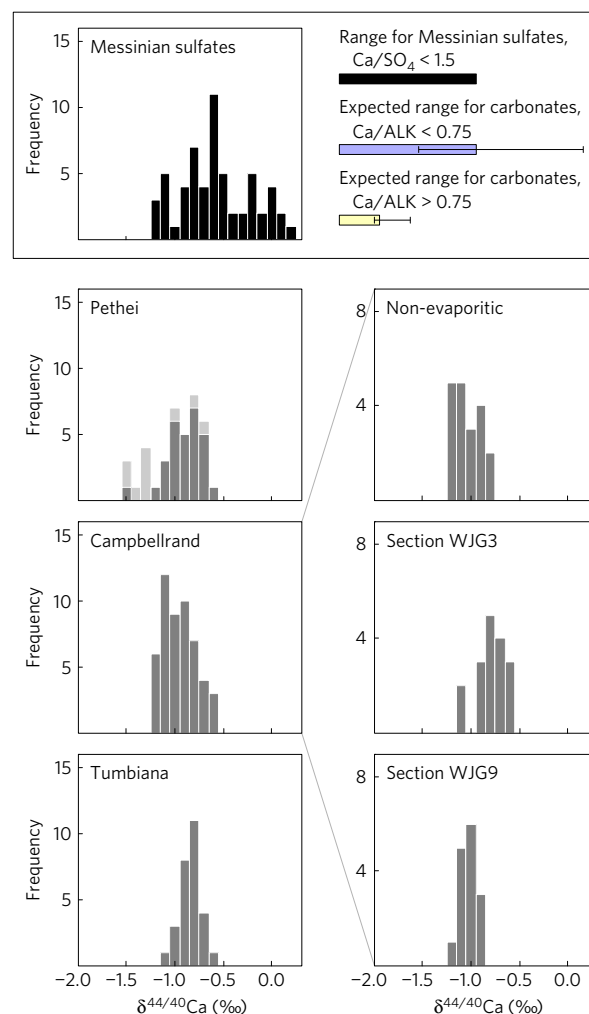 15
Messinian sulfates
10
5
Frequency
Range for Messinian sulfates,
Ca/SO4 < 1.5
Expected range for carbonates,
Ca/ALK < 0.75
Expected range for carbonates,
Ca/ALK > 0.75
15
Pethei
10
5
Frequency
8
Non-evaporitic
4
15
Campbellrand
10
5
Frequency
8
Section WJG3
4
15
Tumbiana
10
5
Frequency
−2.0 −1.5 −1.0 −0.5 0.0
δ44/40Ca (‰)
8
Section WJG9
4
−2.0 −1.5 −1.0 −0.5 0.0
δ44/40Ca (‰)